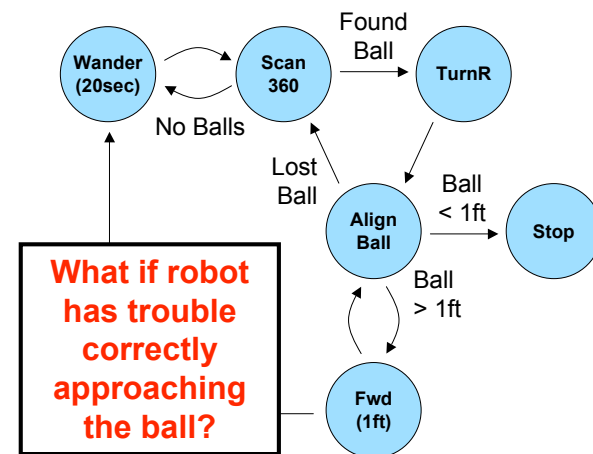 Found
Ball
Wander
(20sec)
Scan
360
TurnR
No Balls
Lost
Ball
Align
Ball
Ball
< 1ft
Stop
Ball
> 1ft
What if robot
has trouble
correctly
approaching
the ball?
Fwd
(1ft)